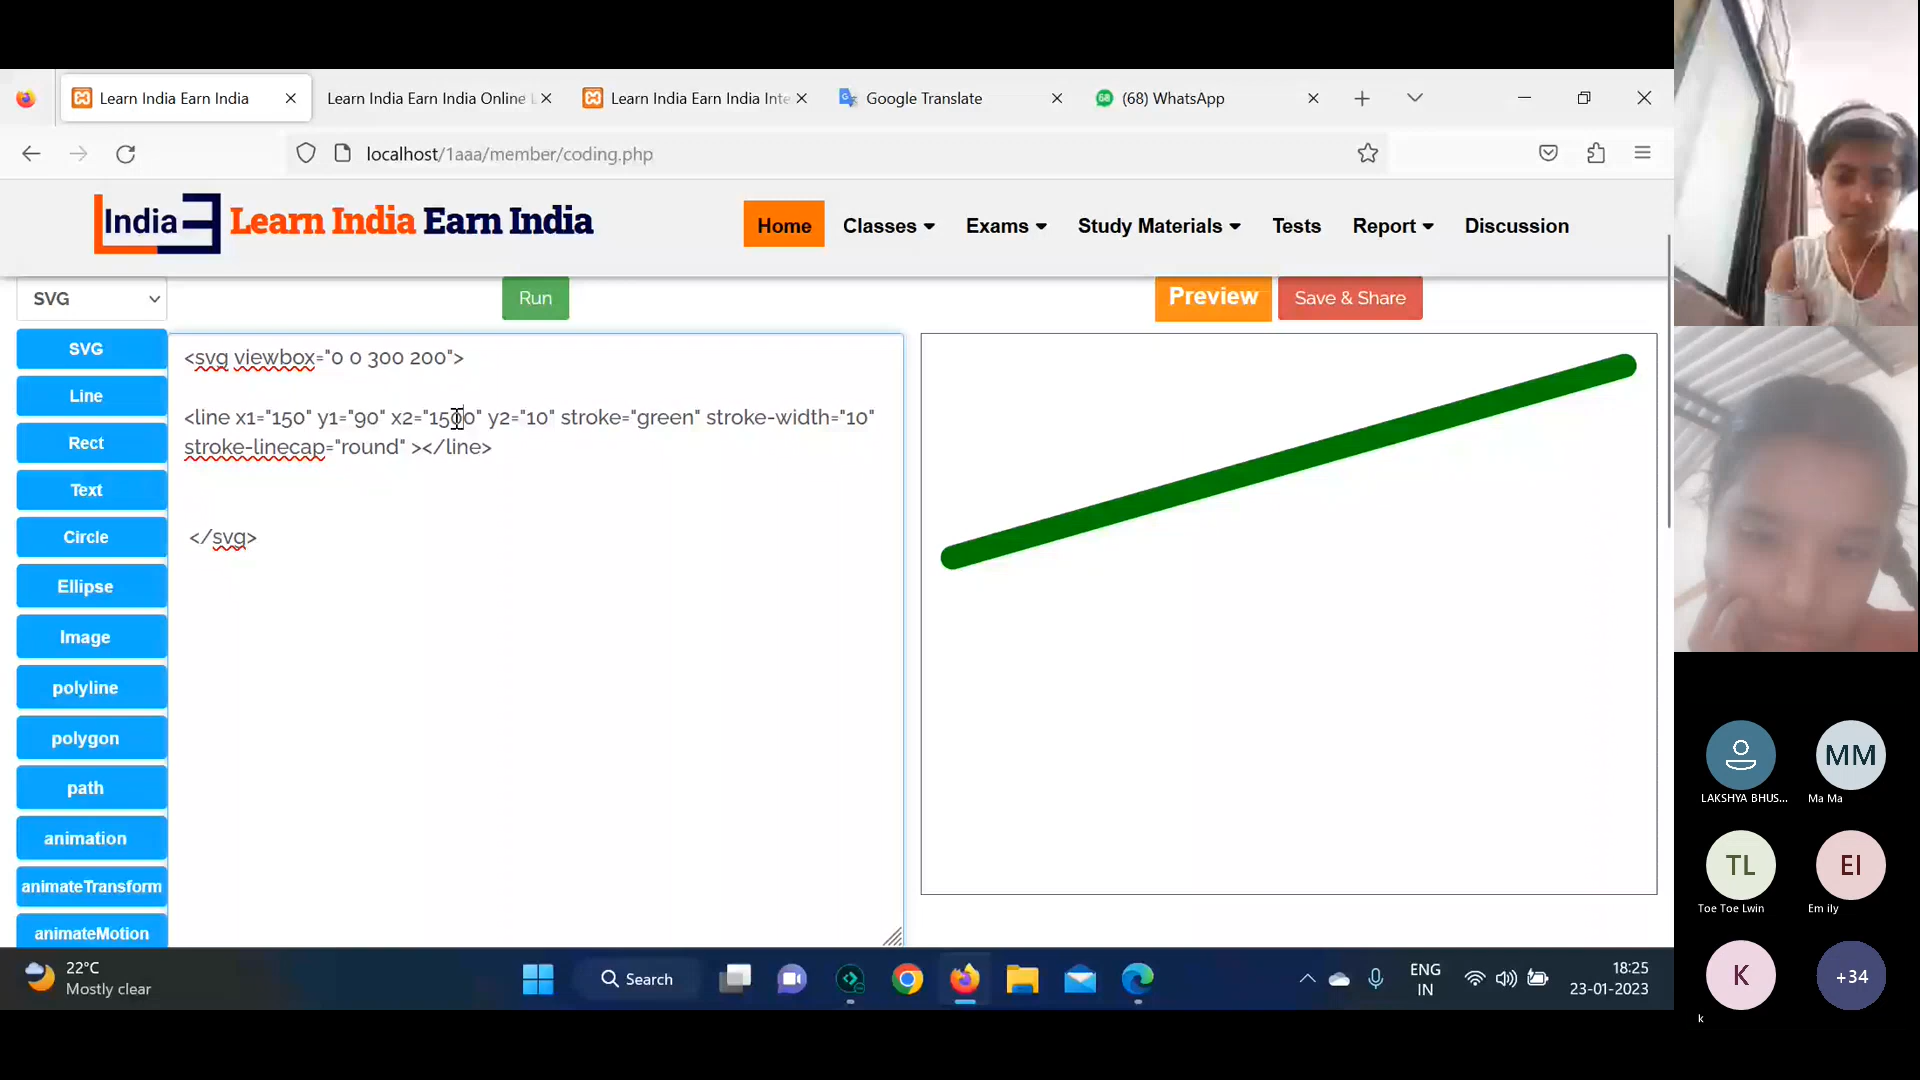 Learn India Earn India
Learn India Earn India Online
Learn India Earn India Inte
Google Translate
(68) WhatsApp
localhost/1aaa/member/coding.php
India
Learn India Earn India
Home
Classes
Exams
Study Materials
Tests
Report
Discussion
SVG
Run
Preview
Save & Share
SVG
Line
Rect
Text
Circle
Ellipse
Image
polyline
polygon
path
animation
animateTransform
animateMotion
<svg viewbox="0 0 300 200">
<line x1="150" y1="90" x2="1500" y2="10" stroke="green" stroke-width="10"
stroke-linecap="round" ></line>
</svg>
LAKSHYA BHUS...
MM
Ma Ma
TL
Toe Toe Lwin
EI
Em ily
K
k
+34
22°C
Mostly clear
Search
ENG
IN
18:25
23-01-2023